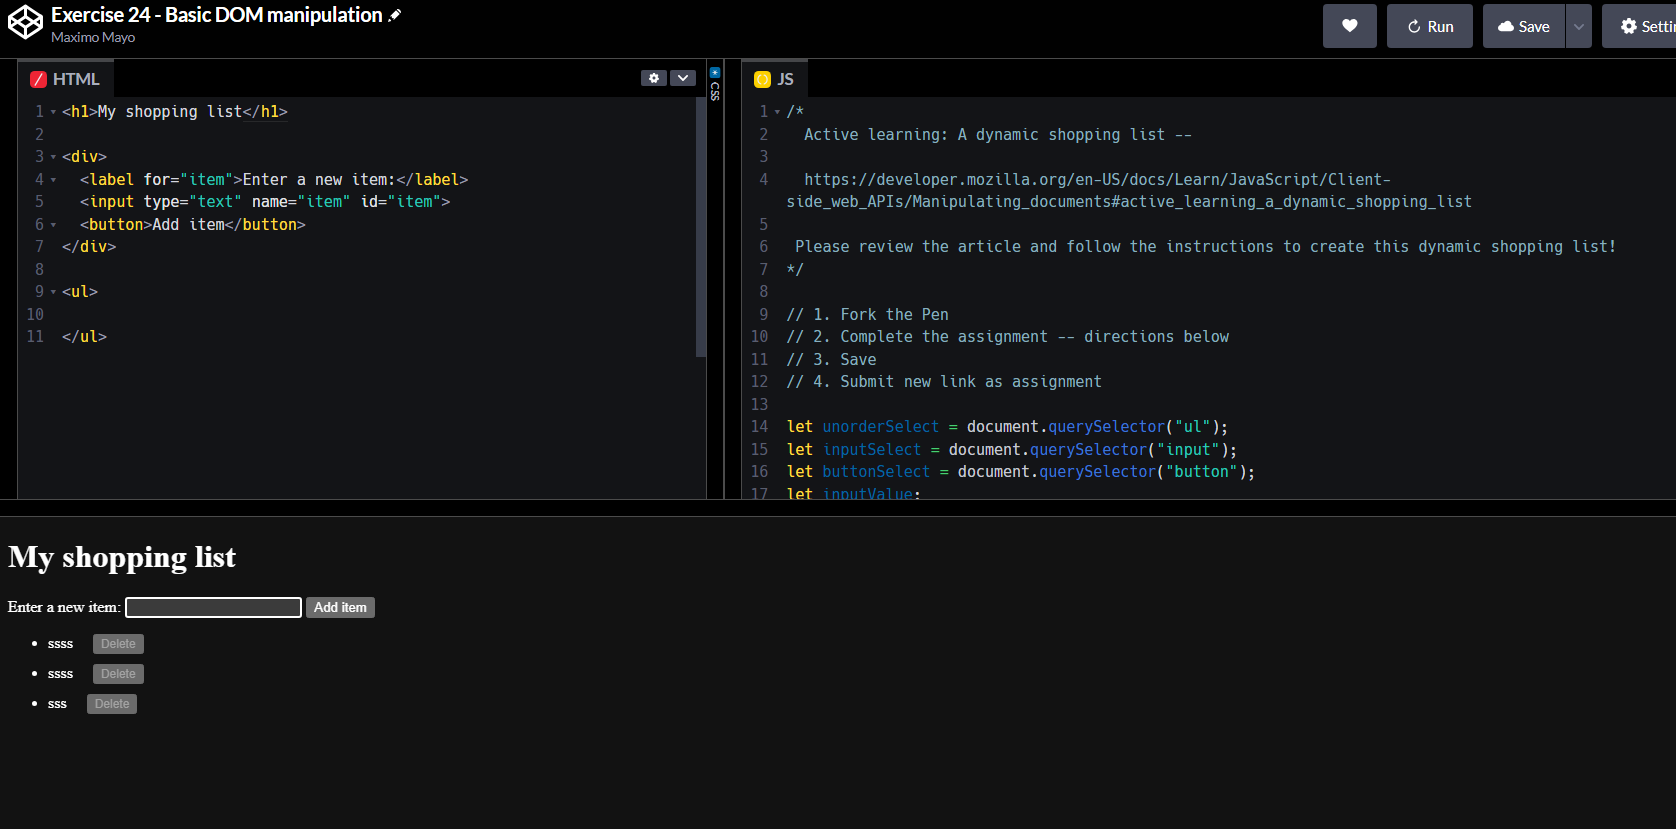 Exercise 24 - Basic DOM manipulation
Maximo Mayo
Run
Save
HTML
1 <h1>My shopping list</h1>
2
3 <div>
4   <label for="item">Enter a new item:</label>
5   <input type="text" name="item" id="item">
6   <button>Add item</button>
7 </div>
8
9 <ul>
10
11 </ul>
CSS
JS
1 /*
2   Active learning: A dynamic shopping list --
3
4   https://developer.mozilla.org/en-US/docs/Learn/JavaScript/Client-
side_web_APIs/Manipulating_documents#active_learning_a_dynamic_shopping_list
5
6  Please review the article and follow the instructions to create this dynamic shopping list!
7 */
8
9 // 1. Fork the Pen
10 // 2. Complete the assignment -- directions below
11 // 3. Save
12 // 4. Submit new link as assignment
13
14 let unorderSelect = document.querySelector("ul");
15 let inputSelect = document.querySelector("input");
16 let buttonSelect = document.querySelector("button");
17 let inputValue;
My shopping list
Enter a new item: Add item
• ssss Delete
• ssss Delete
• sss Delete